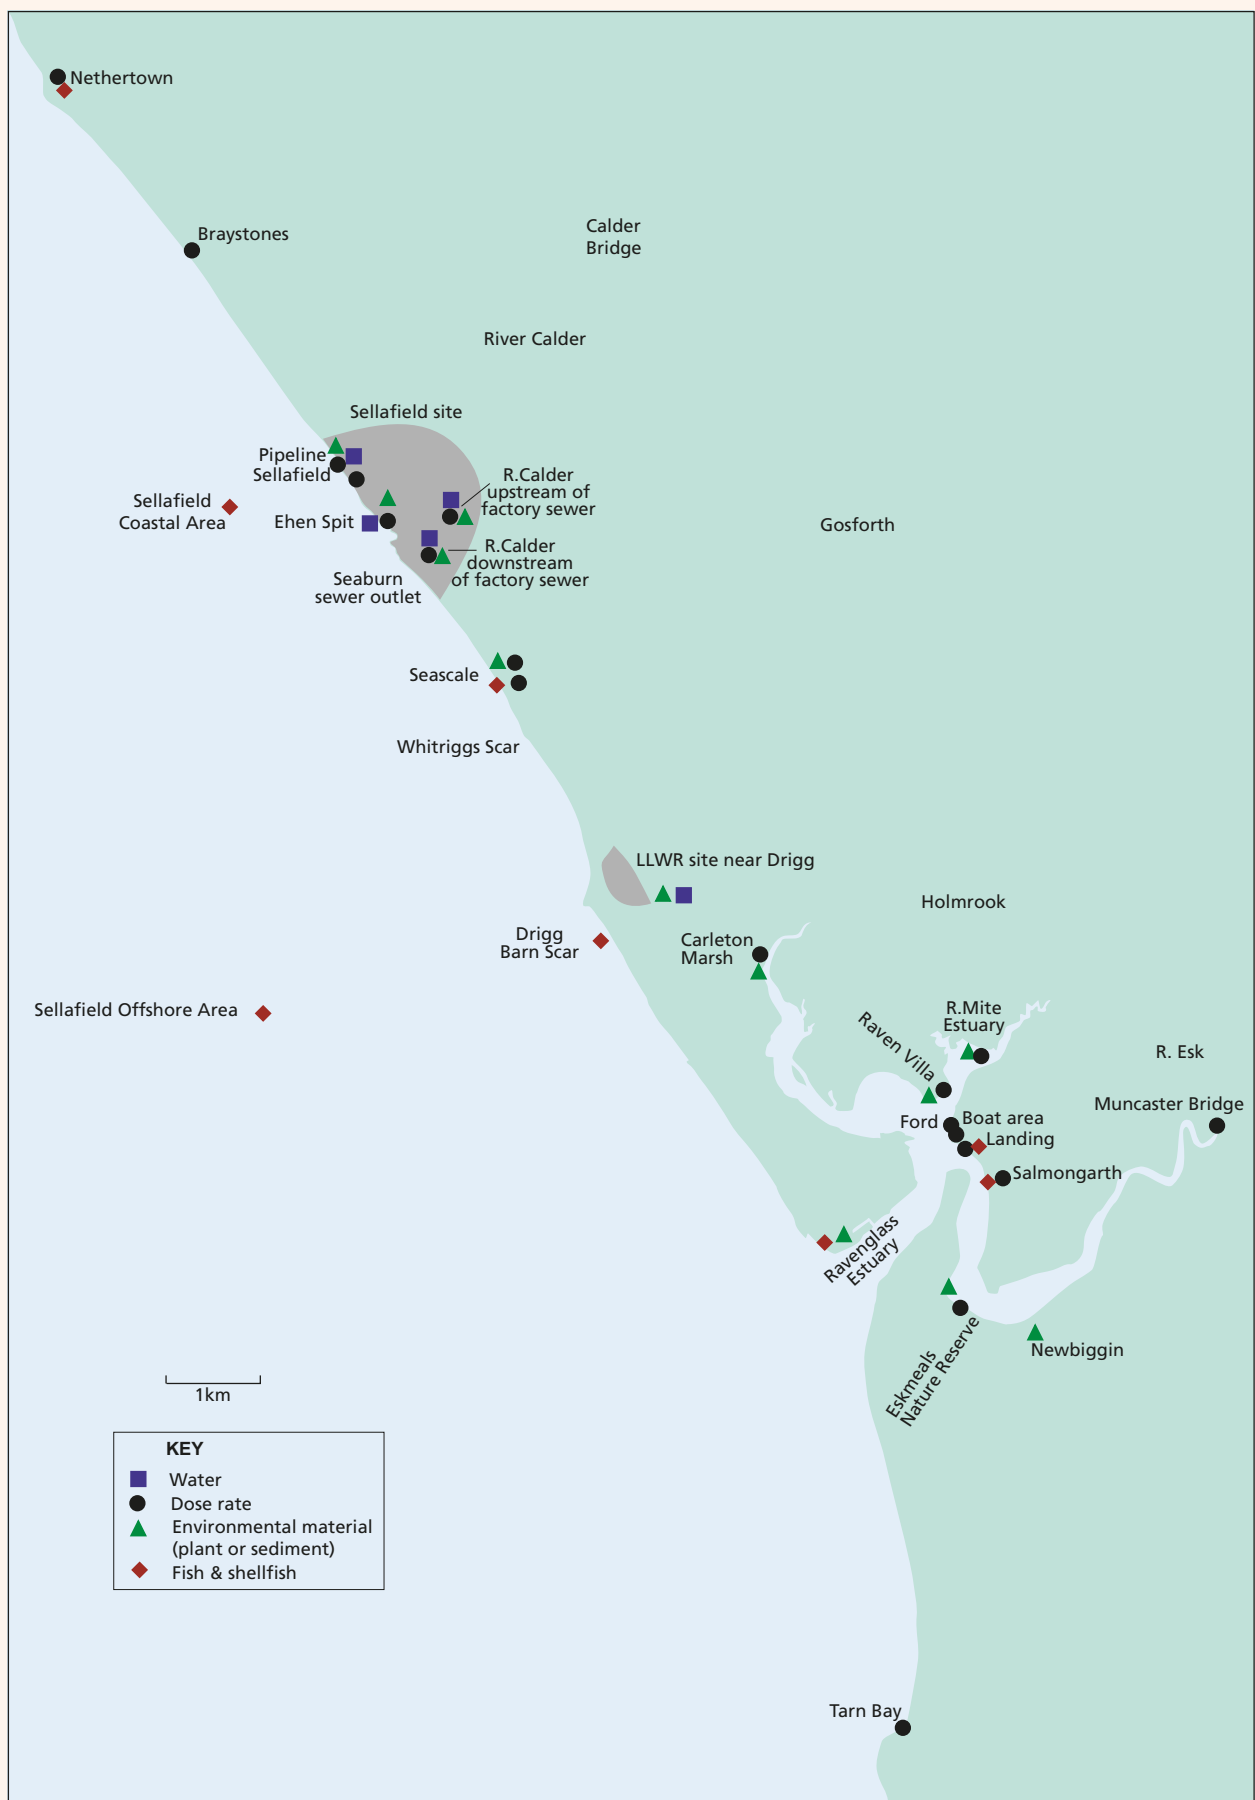 Nethertown
Braystones
Calder
Bridge
River Calder
Sellafield site
Pipeline
Sellafield
R.Calder
upstream of
factory sewer
Sellafield
Coastal Area
Ehen Spit
Gosforth
R.Calder
downstream
of factory sewer
Seaburn
sewer outlet
Seascale
Whitriggs Scar
LLWR site near Drigg
Holmrook
Drigg
Barn Scar
Carleton
Marsh
Sellafield Offshore Area
R.Mite
Estuary
Raven Villa
R. Esk
Muncaster Bridge
Ford
Boat area
Landing
Salmongarth
Ravenglass
Estuary
Newbiggin
Eskmeals
Nature Reserve
1km
KEY
Water
Dose rate
Environmental material
(plant or sediment)
Fish & shellfish
Tarn Bay